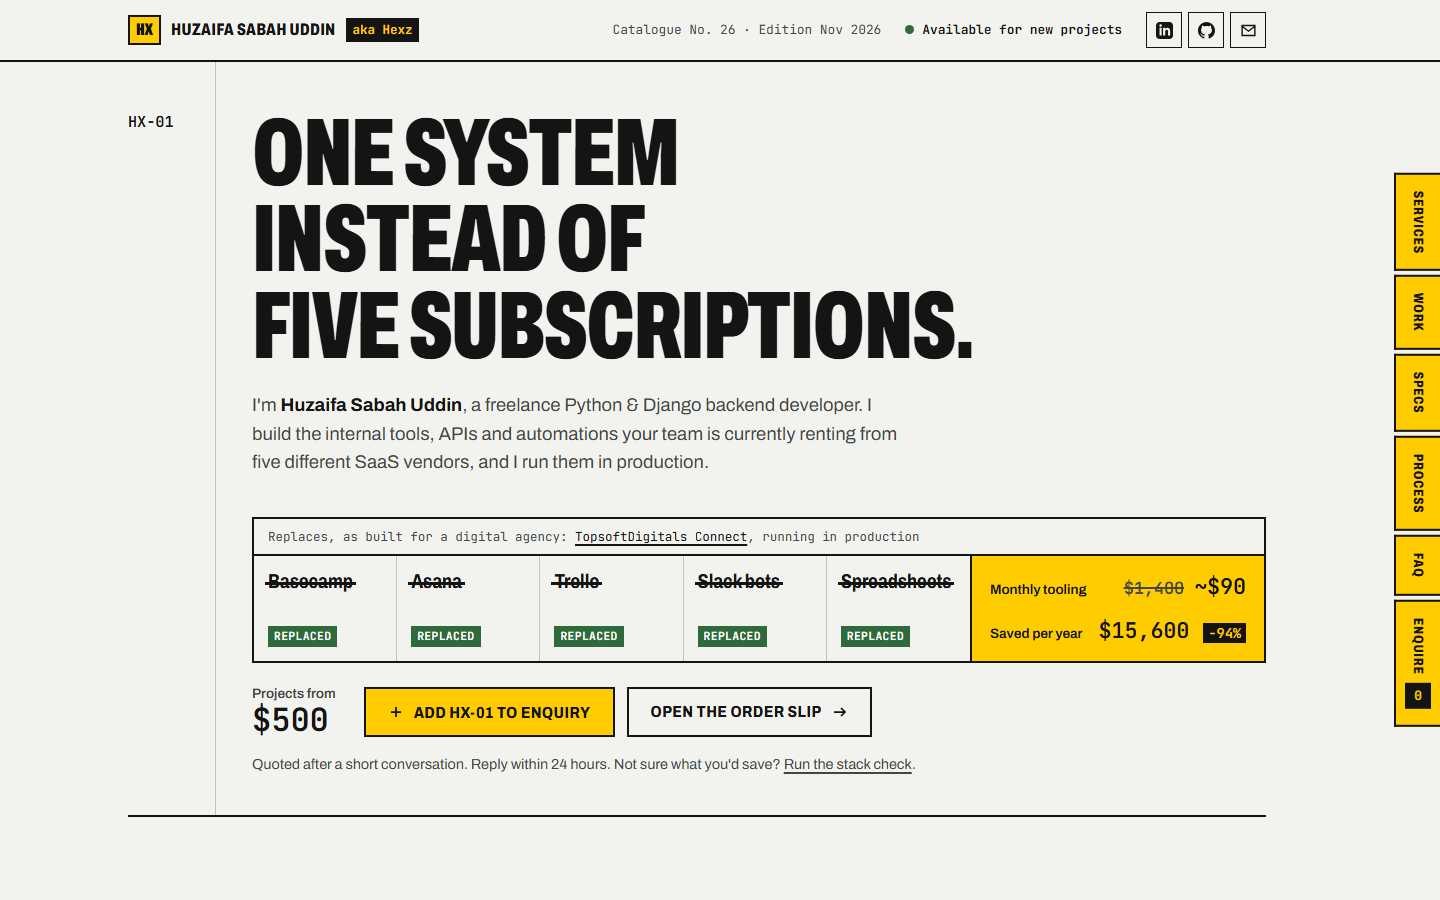 HX HUZAIFA SABAH UDDIN aka Hexz Catalogue No. 26 · Edition Nov 2026 Available for new projects
HX-01
ONE SYSTEM
INSTEAD OF
FIVE SUBSCRIPTIONS.
I'm Huzaifa Sabah Uddin, a freelance Python & Django backend developer. I
build the internal tools, APIs and automations your team is currently renting from
five different SaaS vendors, and I run them in production.
Replaces, as built for a digital agency: TopsoftDigitals Connect, running in production
Basecamp Asana Trello Slack bots Spreadsheets
REPLACED REPLACED REPLACED REPLACED REPLACED
Monthly tooling $1,400 ~$90
Saved per year $15,600 -94%
Projects from
$500
+ ADD HX-01 TO ENQUIRY
OPEN THE ORDER SLIP →
Quoted after a short conversation. Reply within 24 hours. Not sure what you'd save? Run the stack check.
SERVICES
WORK
SPECS
PROCESS
FAQ
ENQUIRE
0